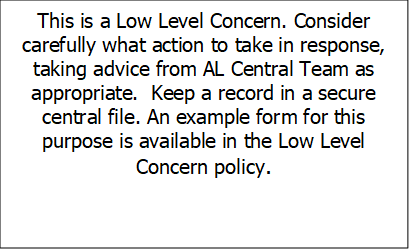 This is a Low Level Concern. Consider
carefully what action to take in response,
taking advice from AL Central Team as
appropriate.  Keep a record in a secure
central file. An example form for this
purpose is available in the Low Level
Concern policy.